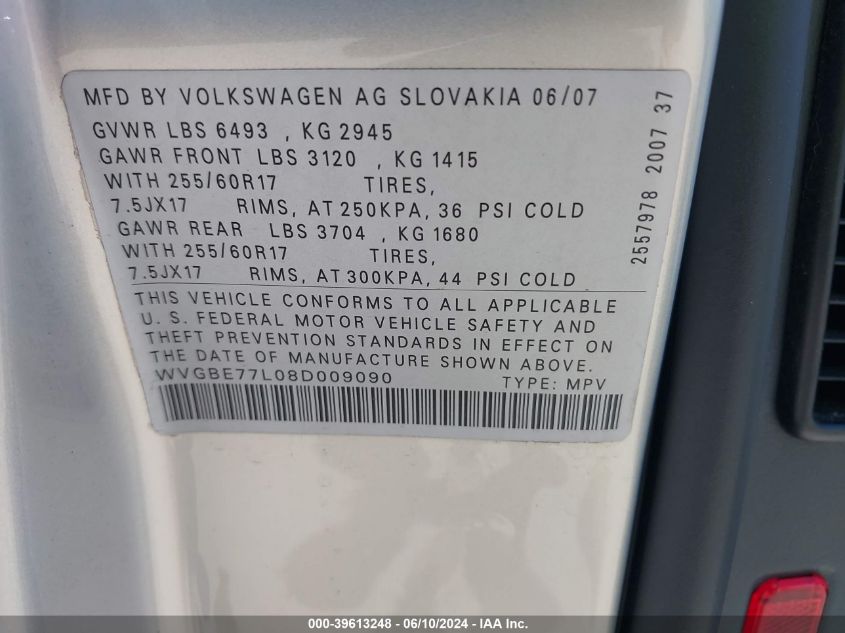 MFD BY VOLKSWAGEN AG SLOVAKIA 06/07
GVWR LBS 6493 , KG 2945
GAWR FRONT LBS 3120 , KG 1415
WITH 255/60R17 TIRES,
7.5JX17 RIMS, AT 250KPA, 36 PSI COLD
GAWR REAR LBS 3704 , KG 1680
WITH 255/60R17 TIRES,
7.5JX17 RIMS, AT 300KPA, 44 PSI COLD
THIS VEHICLE CONFORMS TO ALL APPLICABLE
U. S. FEDERAL MOTOR VEHICLE SAFETY AND
THEFT PREVENTION STANDARDS IN EFFECT ON
THE DATE OF MANUFACTURE SHOWN ABOVE.
WVGBE77L08D009090 TYPE: MPV
2557978 2007 37
000-39613248 - 06/10/2024 - IAA Inc.